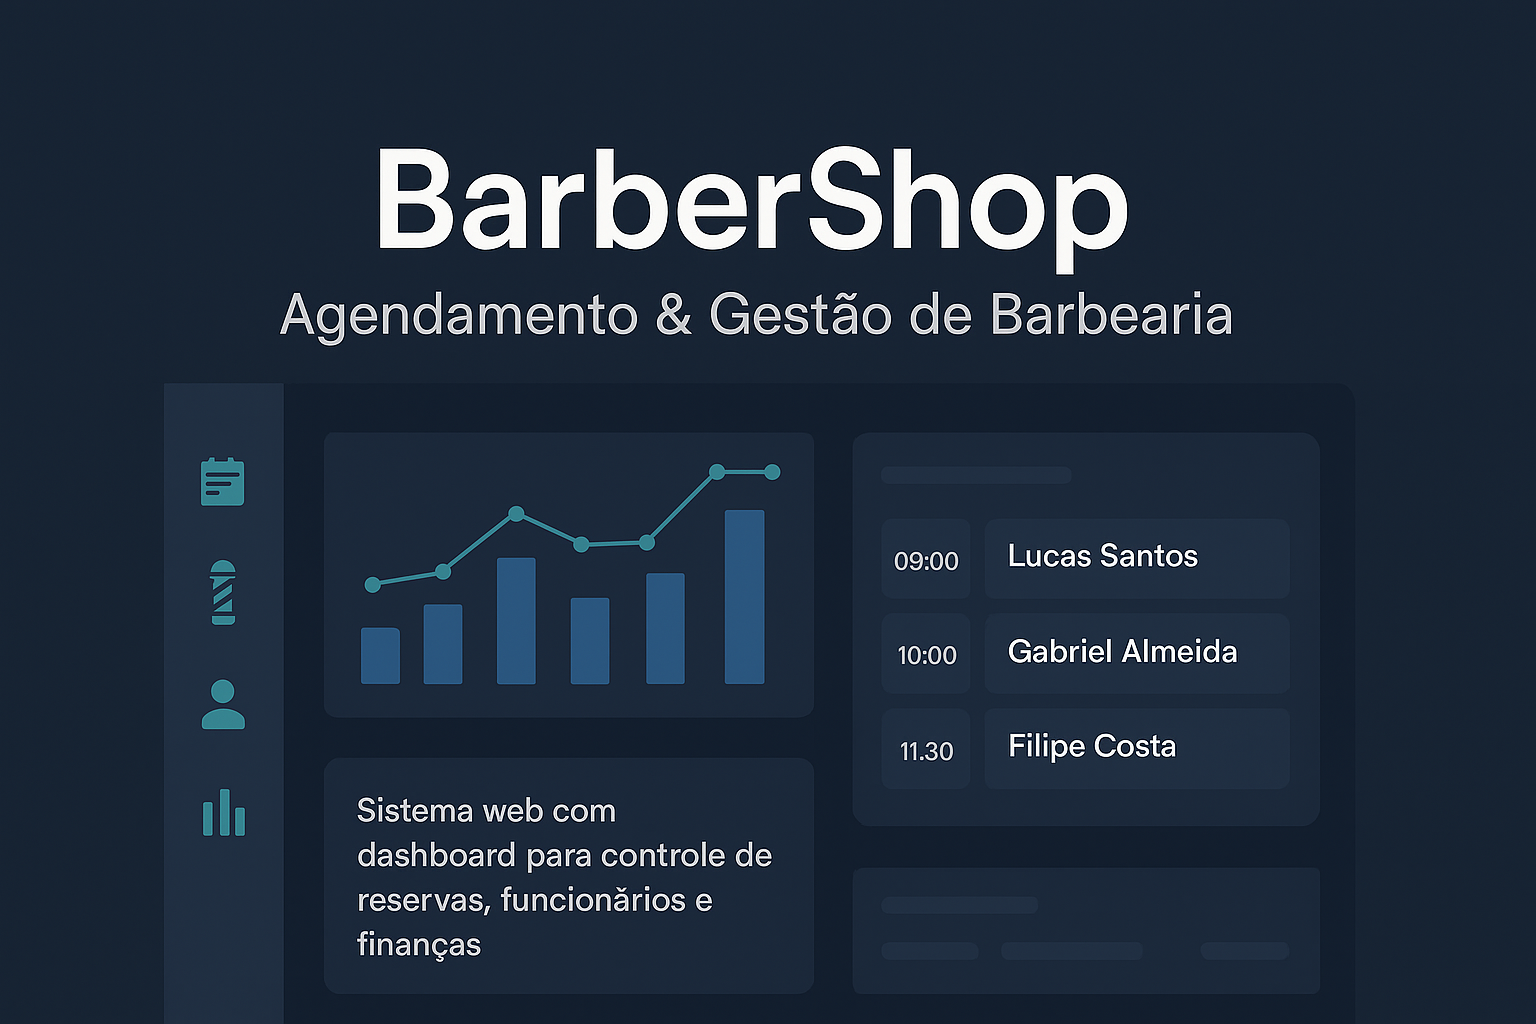 BarberShop
Agendamento & Gestão de Barbearia
09:00 Lucas Santos
10:00 Gabriel Almeida
11.30 Filipe Costa
Sistema web com
dashboard para controle de
reservas, funcionǎrios e
finanças